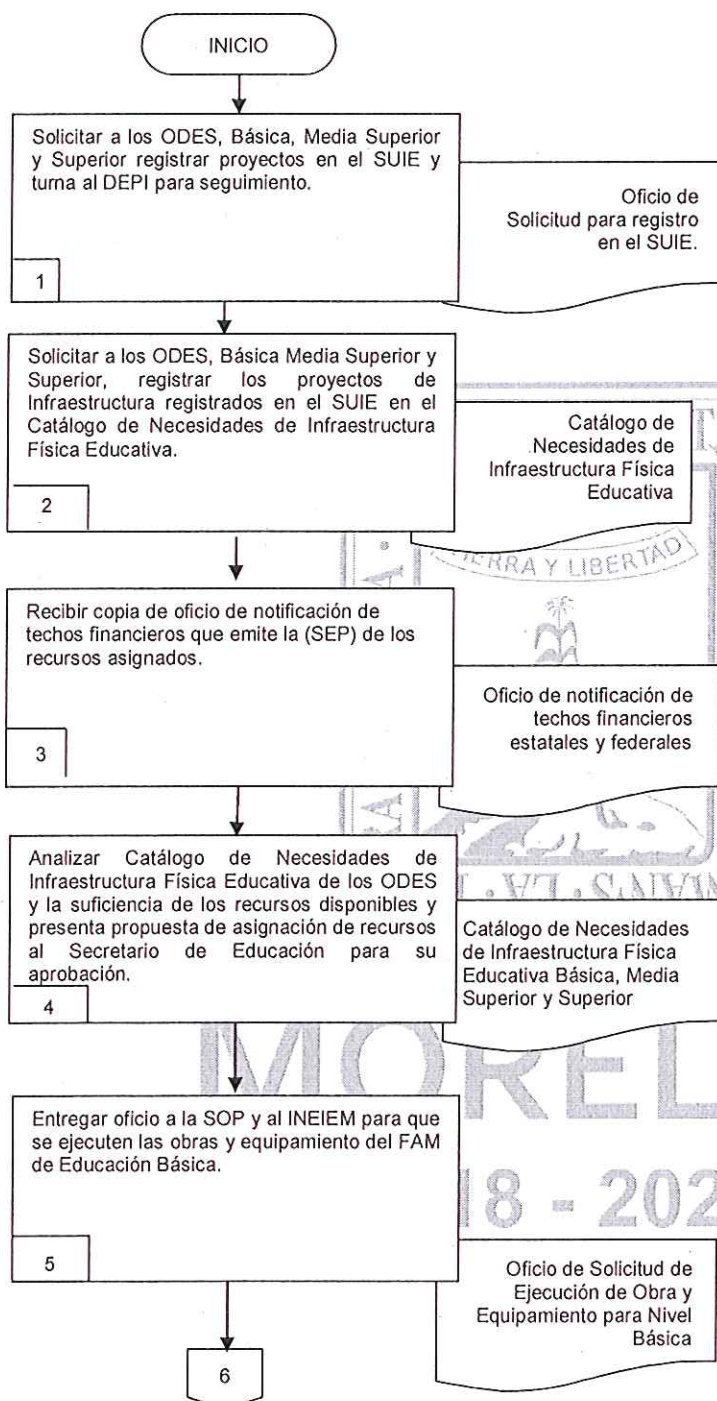 INICIO
Solicitar a los ODES, Básica, Media Superior
y Superior registrar proyectos en el SUIE y
turna al DEPI para seguimiento.
1
Oficio de
Solicitud para registro
en el SUIE.
Solicitar a los ODES, Básica Media Superior y
Superior, registrar los proyectos de
Infraestructura registrados en el SUIE en el
Catálogo de Necesidades de Infraestructura
Física Educativa.
2
Catálogo de
Necesidades de
Infraestructura Física
Educativa
TIERRA Y LIBERTAD
Recibir copia de oficio de notificación de
techos financieros que emite la (SEP) de los
recursos asignados.
3
Oficio de notificación de
techos financieros
estatales y federales
Analizar Catálogo de Necesidades de
Infraestructura Física Educativa de los ODES
y la suficiencia de los recursos disponibles y
presenta propuesta de asignación de recursos
al Secretario de Educación para su
aprobación.
4
Catálogo de Necesidades
de Infraestructura Física
Educativa Básica, Media
Superior y Superior
MOREL
Entregar oficio a la SOP y al INEIEM para que
se ejecuten las obras y equipamiento del FAM
de Educación Básica.
5
18 - 202
Oficio de Solicitud de
Ejecución de Obra y
Equipamiento para Nivel
Básica
6